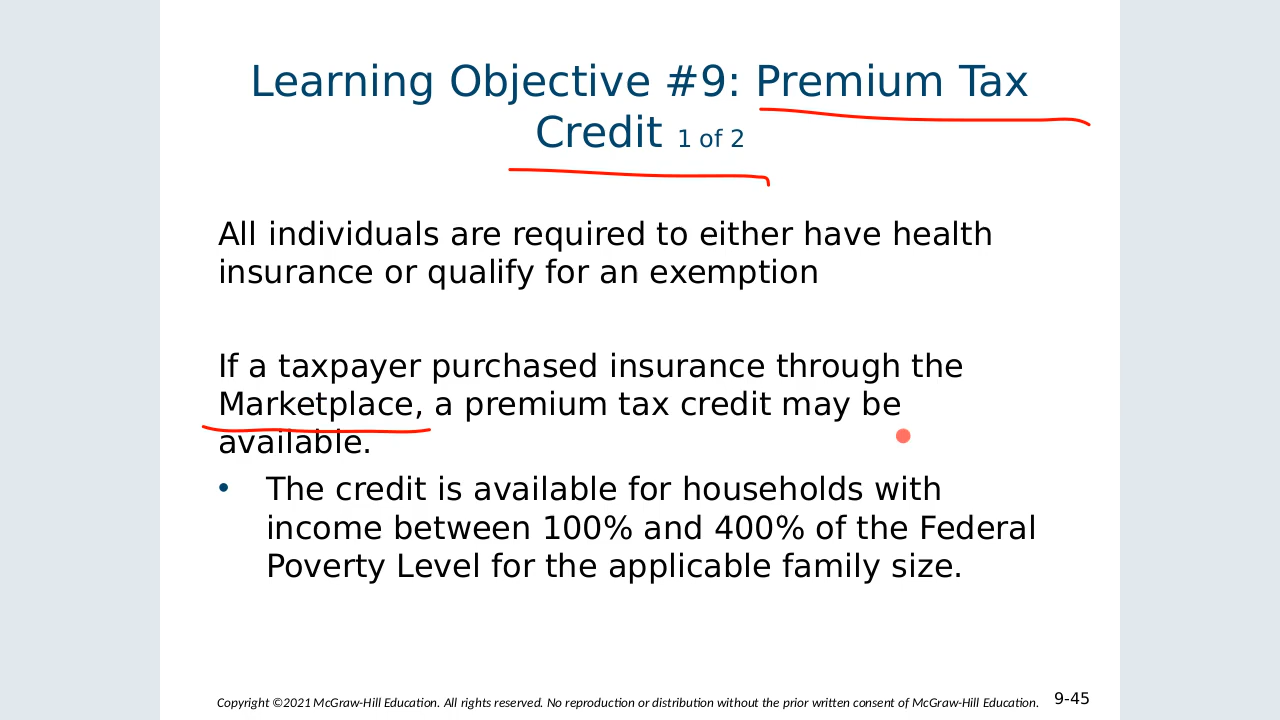 Learning Objective #9: Premium Tax
Credit 1 of 2
All individuals are required to either have health
insurance or qualify for an exemption
If a taxpayer purchased insurance through the
Marketplace, a premium tax credit may be
available.
• The credit is available for households with
income between 100% and 400% of the Federal
Poverty Level for the applicable family size.
Copyright ©2021 McGraw-Hill Education. All rights reserved. No reproduction or distribution without the prior written consent of McGraw-Hill Education. 9-45